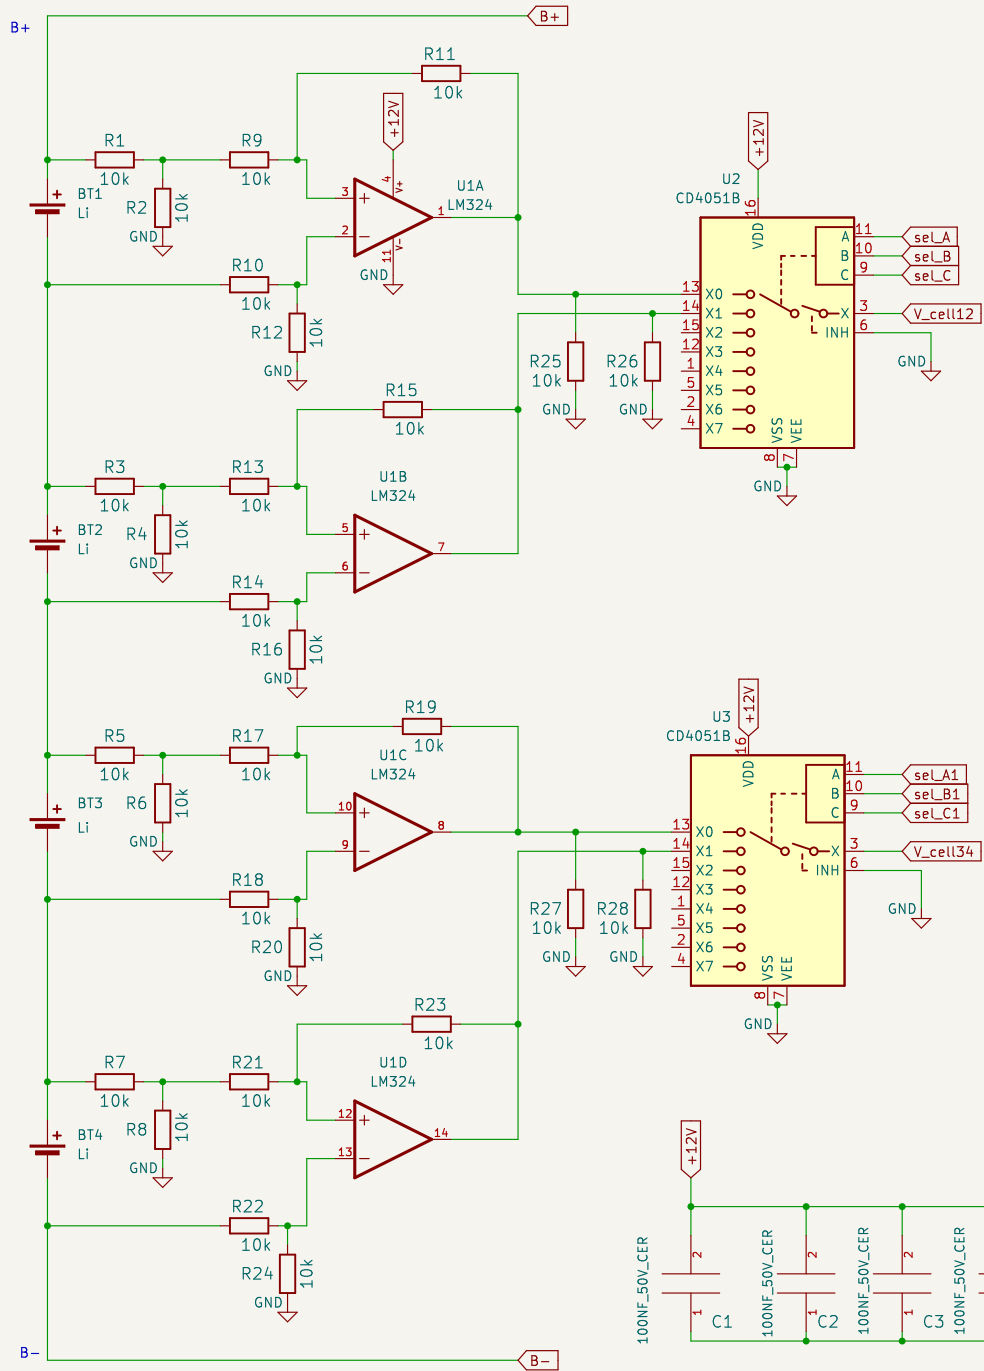 B+
B+
R11
10k
+12V
R1
10k
R9
10k
BT1
Li
R2
10k
GND
U1A
LM324
3
2
1
4
V+
11
V-
GND
R10
10k
R12
10k
GND
+12V
U2
CD4051B
16
VDD
A
11
sel_A
B
10
sel_B
C
9
sel_C
13
X0
14
X1
15
X2
12
X3
1
X4
5
X5
2
X6
4
X7
X
3
V_cell12
INH
6
GND
VSS
VEE
8
7
GND
R25
10k
GND
R26
10k
GND
R15
10k
R3
10k
R13
10k
BT2
Li
R4
10k
GND
U1B
LM324
5
6
7
R14
10k
R16
10k
GND
R19
10k
R5
10k
R17
10k
BT3
Li
R6
10k
GND
U1C
LM324
10
9
8
R18
10k
R20
10k
GND
+12V
U3
CD4051B
16
VDD
A
11
sel_A1
B
10
sel_B1
C
9
sel_C1
13
X0
14
X1
15
X2
12
X3
1
X4
5
X5
2
X6
4
X7
X
3
V_cell34
INH
6
GND
VSS
VEE
8
7
GND
R27
10k
GND
R28
10k
GND
R23
10k
R7
10k
R21
10k
BT4
Li
R8
10k
GND
U1D
LM324
12
13
14
R22
10k
R24
10k
GND
+12V
100NF_50V_CER
2
1
C1
100NF_50V_CER
2
1
C2
100NF_50V_CER
2
1
C3
100NF_50V_CER
B-
B-